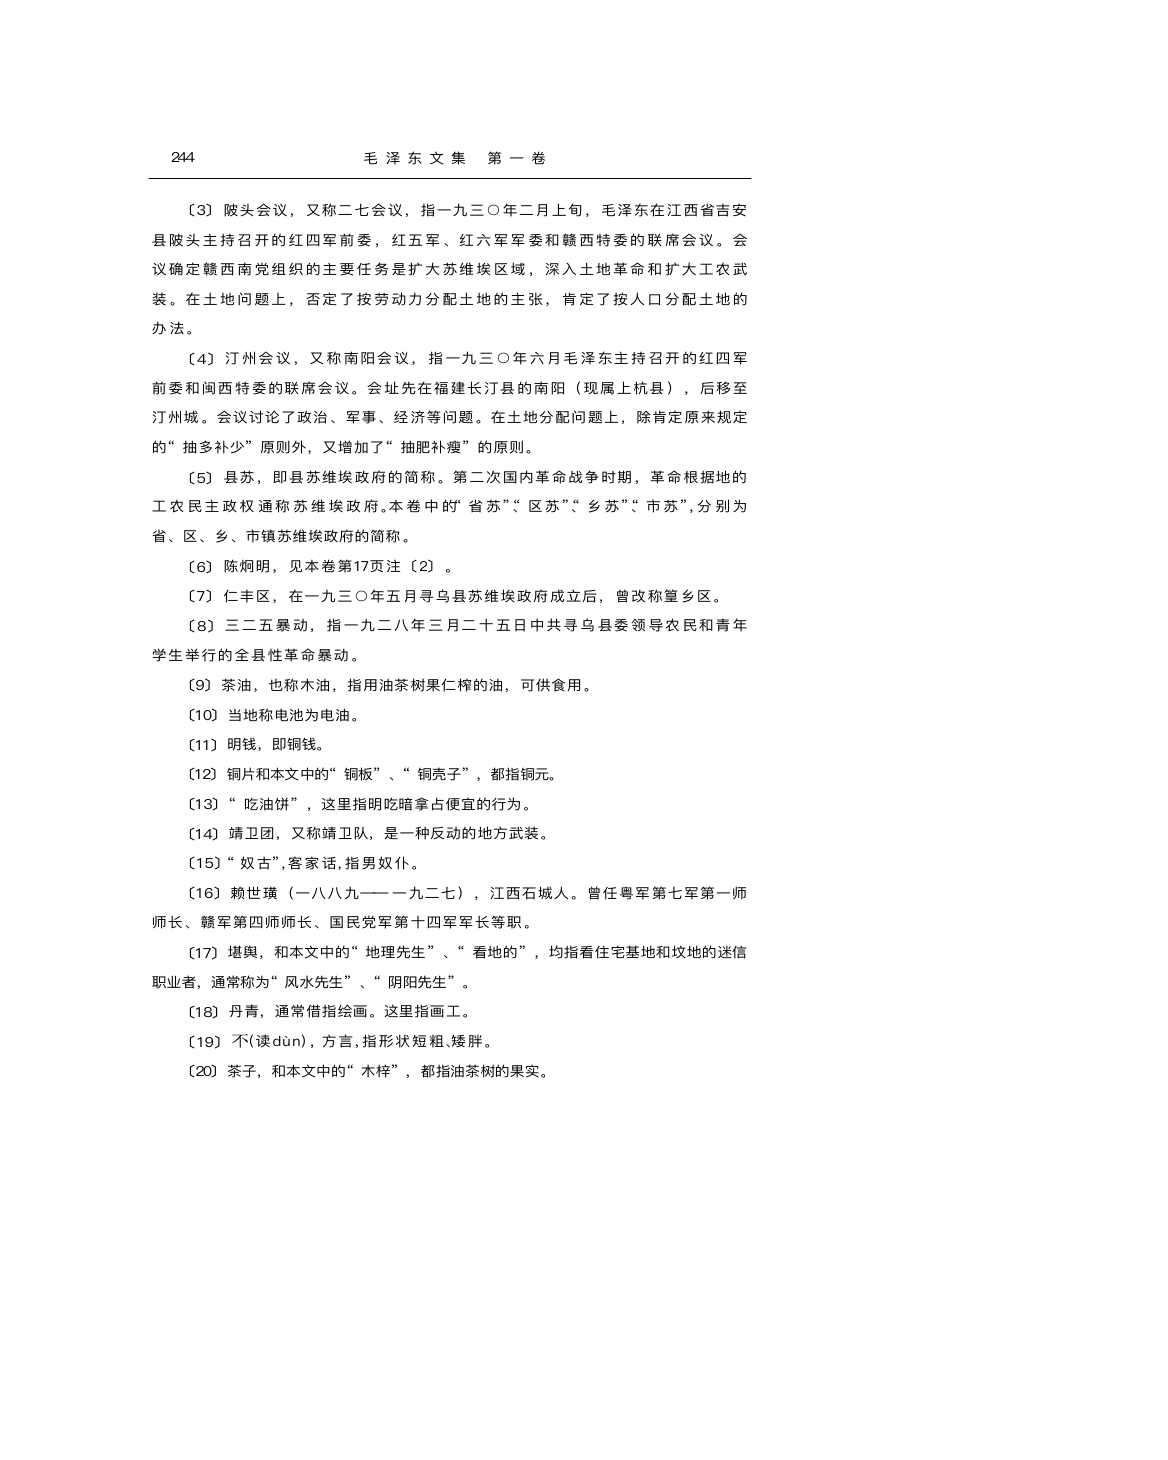 244 毛泽东文集 第一卷
〔3〕 陂头会议，又称二七会议，指一九三○年二月上旬，毛泽东在江西省吉安
县陂头主持召开的红四军前委，红五军、红六军军委和赣西特委的联席会议。会
议确定赣西南党组织的主要任务是扩大苏维埃区域，深入土地革命和扩大工农武
装。在土地问题上，否定了按劳动力分配土地的主张，肯定了按人口分配土地的
办法。
〔4〕 汀州会议，又称南阳会议，指一九三○年六月毛泽东主持召开的红四军
前委和闽西特委的联席会议。会址先在福建长汀县的南阳（现属上杭县），后移至
汀州城。会议讨论了政治、军事、经济等问题。在土地分配问题上，除肯定原来规定
的“抽多补少”原则外，又增加了“抽肥补瘦”的原则。
〔5〕 县苏，即县苏维埃政府的简称。第二次国内革命战争时期，革命根据地的
工农民主政权通称苏维埃政府。本卷中的“省苏”、“区苏”、“乡苏”、“市苏”，分别为
省、区、乡、市镇苏维埃政府的简称。
〔6〕 陈炯明，见本卷第17页注〔2〕。
〔7〕 仁丰区，在一九三○年五月寻乌县苏维埃政府成立后，曾改称篁乡区。
〔8〕 三二五暴动，指一九二八年三月二十五日中共寻乌县委领导农民和青年
学生举行的全县性革命暴动。
〔9〕 茶油，也称木油，指用油茶树果仁榨的油，可供食用。
〔10〕 当地称电池为电油。
〔11〕 明钱，即铜钱。
〔12〕 铜片和本文中的“铜板”、“铜壳子”，都指铜元。
〔13〕 “吃油饼”，这里指明吃暗拿占便宜的行为。
〔14〕 靖卫团，又称靖卫队，是一种反动的地方武装。
〔15〕 “奴古”，客家话，指男奴仆。
〔16〕 赖世璜（一八八九——一九二七），江西石城人。曾任粤军第七军第一师
师长、赣军第四师师长、国民党军第十四军军长等职。
〔17〕 堪舆，和本文中的“地理先生”、“看地的”，均指看住宅基地和坟地的迷信
职业者，通常称为“风水先生”、“阴阳先生”。
〔18〕 丹青，通常借指绘画。这里指画工。
〔19〕 不(读dùn)，方言，指形状短粗、矮胖。
〔20〕 茶子，和本文中的“木梓”，都指油茶树的果实。